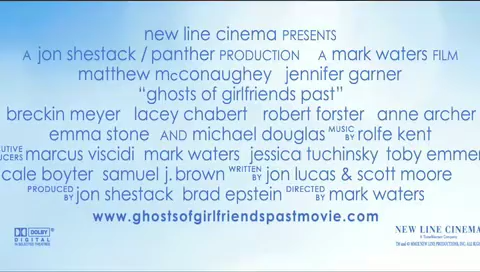 new line cinema PRESENTS
A jon shestack / panther PRODUCTION A mark waters FILM
matthew mcconaughey jennifer garner
“ghosts of girlfriends past”
breckin meyer lacey chabert robert forster anne archer
emma stone AND michael douglas MUSIC BY rolfe kent
marcus viscidi mark waters jessica tuchinsky toby emmer
cale boyter samuel j. brown WRITTEN BY jon lucas & scott moore
PRODUCED BY jon shestack brad epstein DIRECTED BY mark waters
www.ghostsofgirlfriendspastmovie.com
DOLBY
DIGITAL
NEW LINE CINEMA